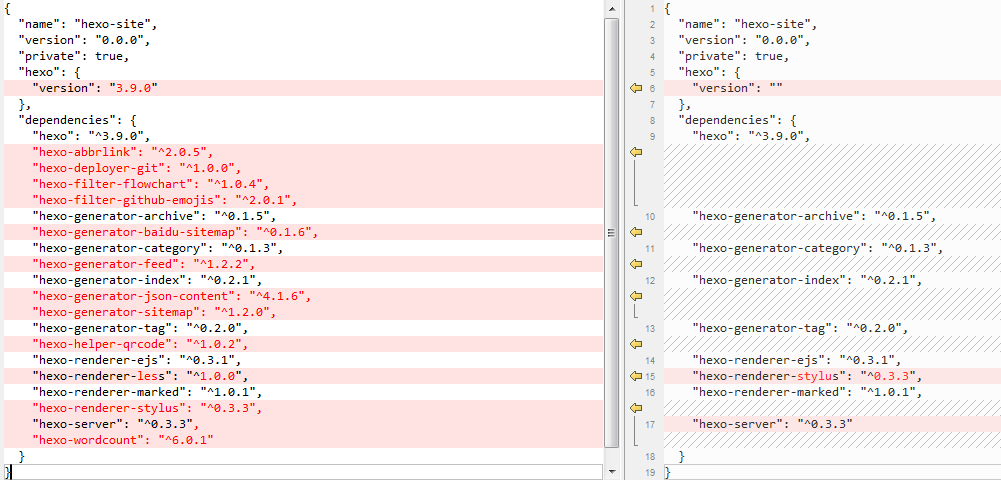 {
  "name": "hexo-site",
  "version": "0.0.0",
  "private": true,
  "hexo": {
    "version": "3.9.0"
  },
  "dependencies": {
    "hexo": "^3.9.0",
    "hexo-abbrlink": "^2.0.5",
    "hexo-deployer-git": "^1.0.0",
    "hexo-filter-flowchart": "^1.0.4",
    "hexo-filter-github-emojis": "^2.0.1",
    "hexo-generator-archive": "^0.1.5",
    "hexo-generator-baidu-sitemap": "^0.1.6",
    "hexo-generator-category": "^0.1.3",
    "hexo-generator-feed": "^1.2.2",
    "hexo-generator-index": "^0.2.1",
    "hexo-generator-json-content": "^4.1.6",
    "hexo-generator-sitemap": "^1.2.0",
    "hexo-generator-tag": "^0.2.0",
    "hexo-helper-qrcode": "^1.0.2",
    "hexo-renderer-ejs": "^0.3.1",
    "hexo-renderer-less": "^1.0.0",
    "hexo-renderer-marked": "^1.0.1",
    "hexo-renderer-stylus": "^0.3.3",
    "hexo-server": "^0.3.3",
    "hexo-wordcount": "^6.0.1"
  }
}
1 {
2   "name": "hexo-site",
3   "version": "0.0.0",
4   "private": true,
5   "hexo": {
6     "version": ""
7   },
8   "dependencies": {
9     "hexo": "^3.9.0",
10     "hexo-generator-archive": "^0.1.5",
11     "hexo-generator-category": "^0.1.3",
12     "hexo-generator-index": "^0.2.1",
13     "hexo-generator-tag": "^0.2.0",
14     "hexo-renderer-ejs": "^0.3.1",
15     "hexo-renderer-stylus": "^0.3.3",
16     "hexo-renderer-marked": "^1.0.1",
17     "hexo-server": "^0.3.3"
18   }
19 }